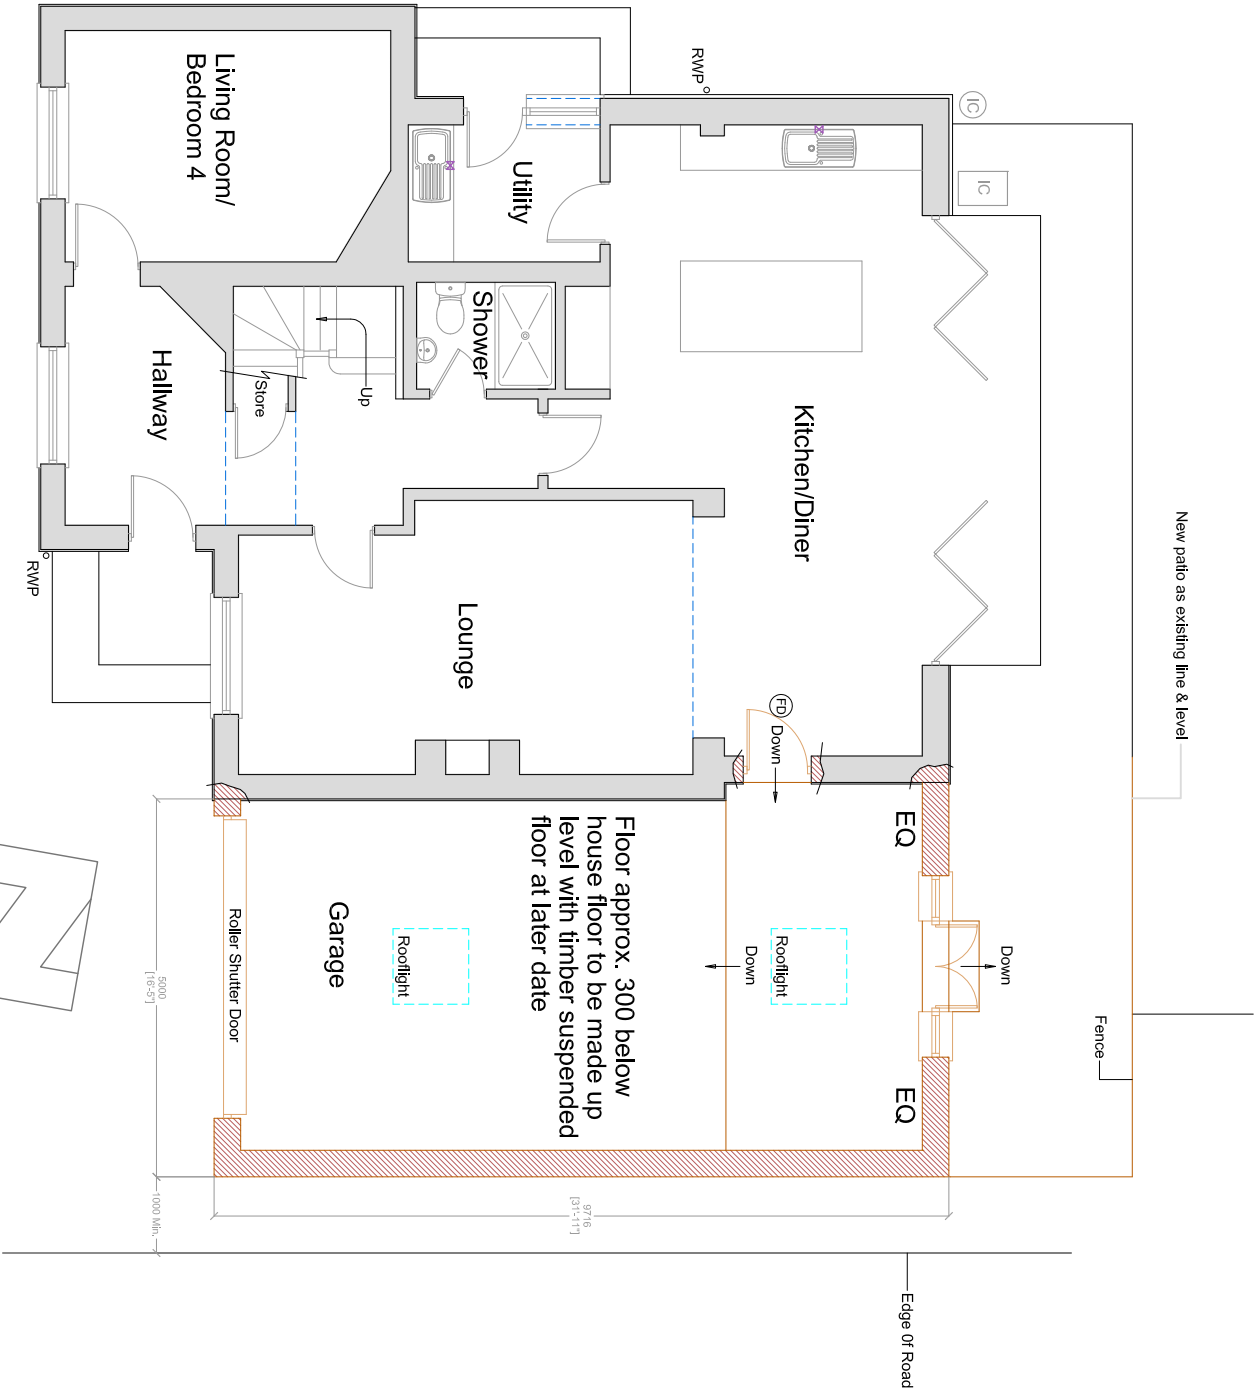 New patio as existing line & level
Fence
Edge 0f Road
IC
IC
RWP
Kitchen/Diner
FD
Down
EQ
Down
EQ
Rooflight
Down
Utility
Shower
Lounge
Floor approx. 300 below
house floor to be made up
level with timber suspended
floor at later date
Up
Store
Rooflight
Garage
Living Room/
Bedroom 4
Hallway
Roller Shutter Door
RWP
5000
[16'-5"]
1000 Min.
9716
[31'-11"]